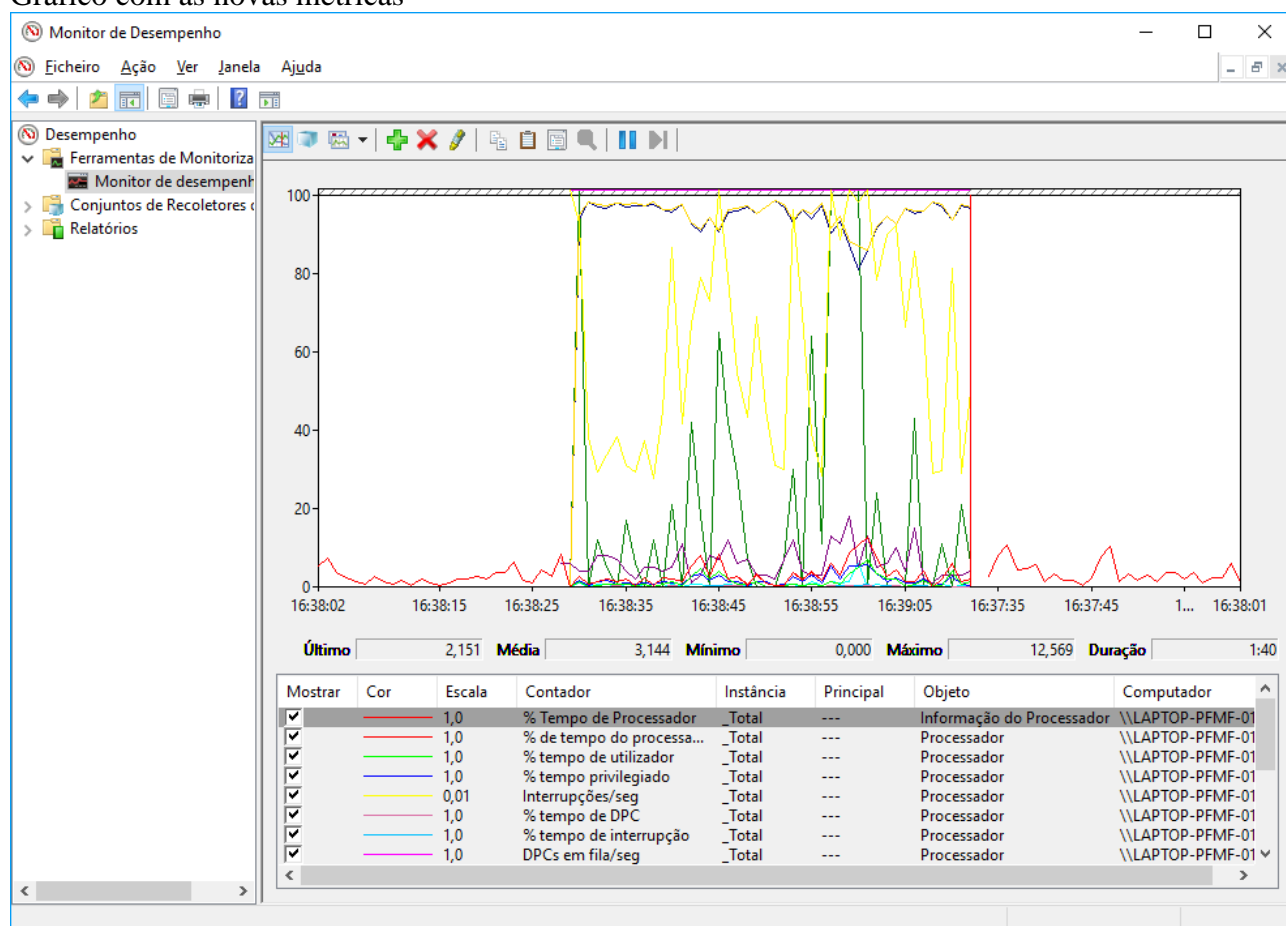 Gráfico com as novas métricas
Monitor de Desempenho
Ficheiro Ação Ver Janela Ajuda
Desempenho
Ferramentas de Monitoriza
Monitor de desempenh
Conjuntos de Recoletores
Relatórios
100
80
60
40
20
0
16:38:02 16:38:15 16:38:25 16:38:35 16:38:45 16:38:55 16:39:05 16:37:35 16:37:45 1... 16:38:01
Último 2,151 Média 3,144 Mínimo 0,000 Máximo 12,569 Duração 1:40
Mostrar Cor Escala Contador Instância Principal Objeto Computador
1,0 % Tempo de Processador _Total --- Informação do Processador \\LAPTOP-PFMF-01
1,0 % de tempo do processa... _Total --- Processador \\LAPTOP-PFMF-01
1,0 % tempo de utilizador _Total --- Processador \\LAPTOP-PFMF-01
1,0 % tempo privilegiado _Total --- Processador \\LAPTOP-PFMF-01
0,01 Interrupções/seg _Total --- Processador \\LAPTOP-PFMF-01
1,0 % tempo de DPC _Total --- Processador \\LAPTOP-PFMF-01
1,0 % tempo de interrupção _Total --- Processador \\LAPTOP-PFMF-01
1,0 DPCs em fila/seg _Total --- Processador \\LAPTOP-PFMF-01